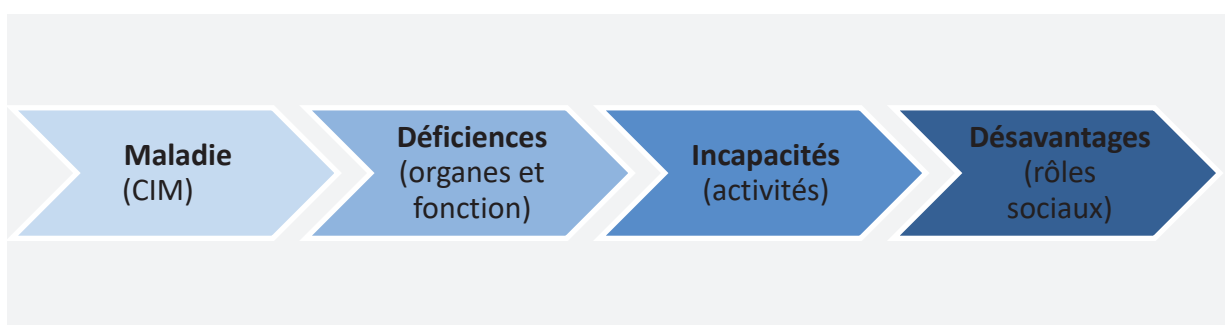 Maladie
(CIM)
Déficiences
(organes et
fonction)
Incapacités
(activités)
Désavantages
(rôles
sociaux)